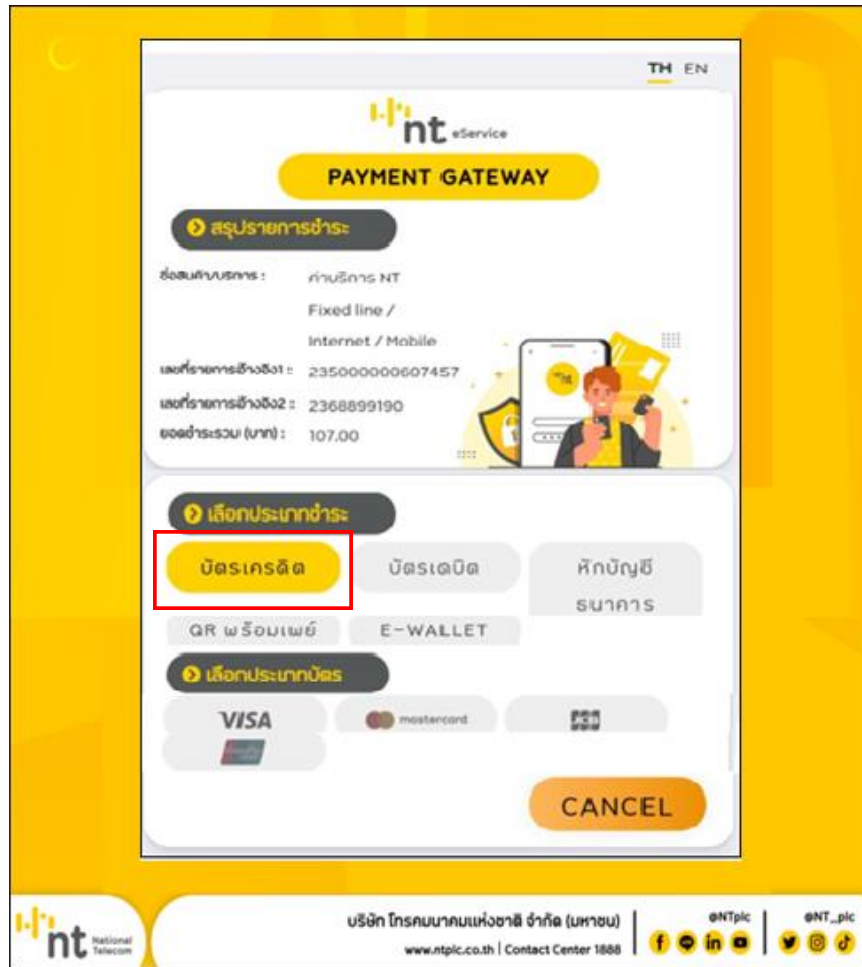 TH EN
nt eService
PAYMENT GATEWAY
สรุปรายการชำระ
ชื่อสินค้า/บริการ : ค่าบริการ NT
Fixed line /
Internet / Mobile
เลขที่รายการอ้างอิง1 : 235000000607457
เลขที่รายการอ้างอิง2 : 2368899190
ยอดชำระรวม (บาท) : 107.00
nt
เลือกประเภทชำระ
บัตรเครดิต บัตรเดบิต หักบัญชี
ธนาคาร
QR พร้อมเพย์ E-WALLET
เลือกประเภทบัตร
VISA mastercard JCB
CANCEL
nt National
Telecom
บริษัท โทรคมนาคมแห่งชาติ จำกัด (มหาชน)
www.ntplc.co.th | Contact Center 1888
@NTplc
@NT_plc